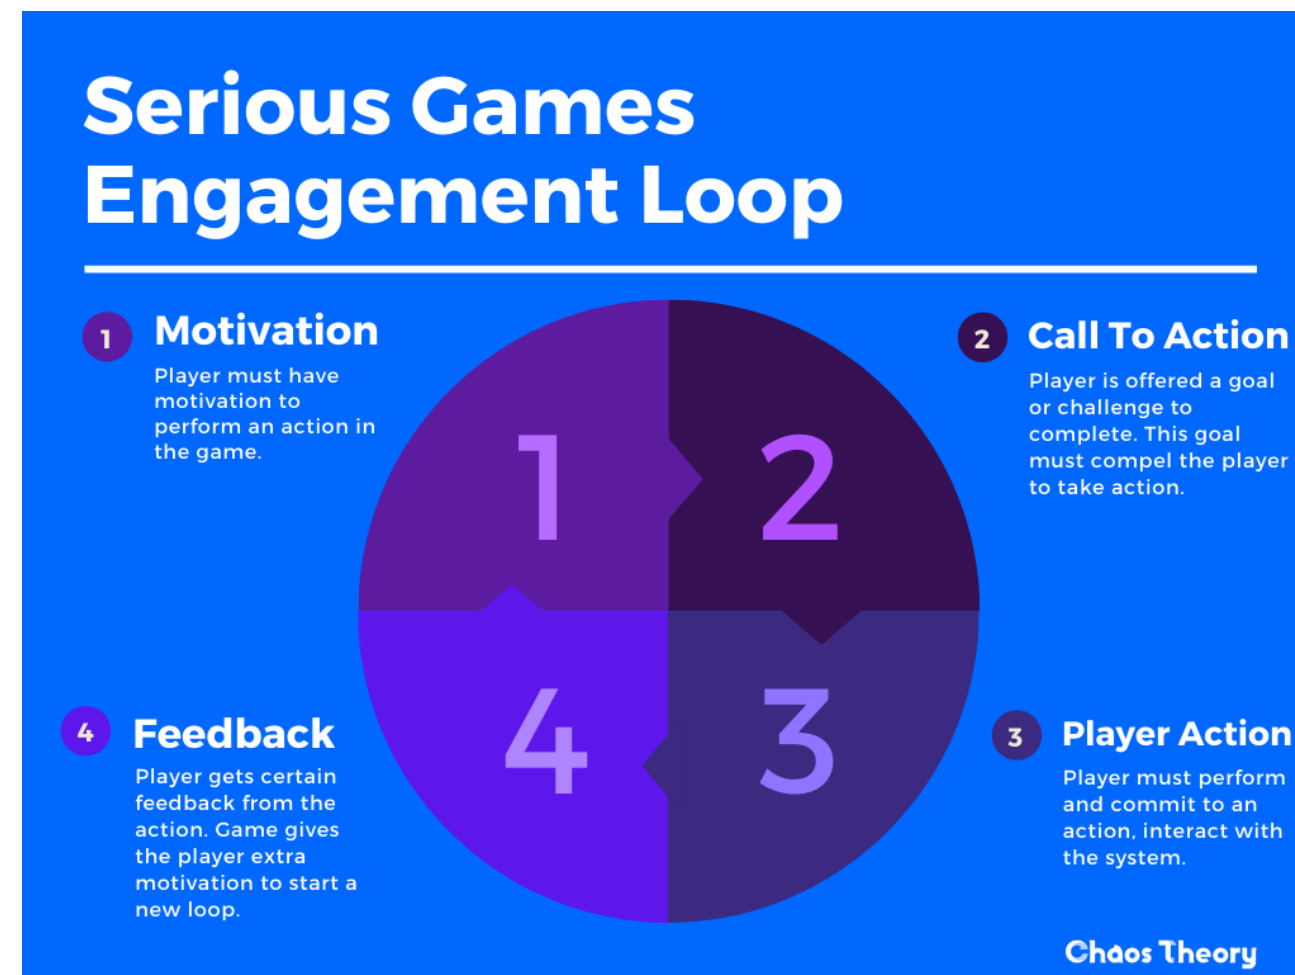 Serious Games
Engagement Loop
1
Motivation
Player must have
motivation to
perform an action in
the game.
2
Call To Action
Player is offered a goal
or challenge to
complete. This goal
must compel the player
to take action.
1
2
4
3
4
Feedback
Player gets certain
feedback from the
action. Game gives
the player extra
motivation to start a
new loop.
3
Player Action
Player must perform
and commit to an
action, interact with
the system.
Chaos Theory